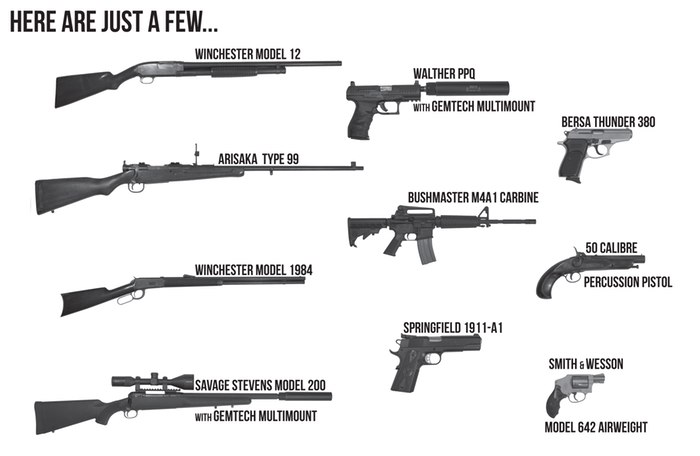 HERE ARE JUST A FEW...
WINCHESTER MODEL 12
WALTHER PPQ
WITH GEMTECH MULTIMOUNT
BERSA THUNDER 380
ARISAKA TYPE 99
BUSHMASTER M4A1 CARBINE
50 CALIBRE
PERCUSSION PISTOL
WINCHESTER MODEL 1984
SPRINGFIELD 1911-A1
SMITH & WESSON
MODEL 642 AIRWEIGHT
SAVAGE STEVENS MODEL 200
WITH GEMTECH MULTIMOUNT